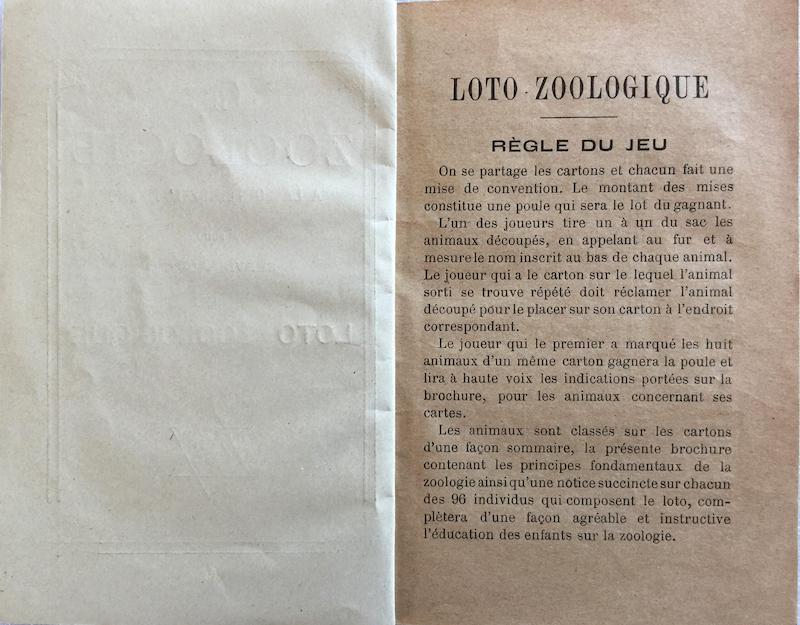 LOTO ZOOLOGIQUE
RÈGLE DU JEU
On se partage les cartons et chacun fait une
mise de convention. Le montant des mises
constitue une poule qui sera le lot du gagnant.
L'un des joueurs tire un à un du sac les
animaux découpés, en appelant au fur et à
mesure le nom inscrit au bas de chaque animal.
Le joueur qui a le carton sur le lequel l'animal
sorti se trouve répété doit réclamer l'animal
découpé pour le placer sur son carton à l'endroit
correspondant.
Le joueur qui le premier a marqué les huit
animaux d'un même carton gagnera la poule et
lira à haute voix les indications portées sur la
brochure, pour les animaux concernant ses
cartes.
Les animaux sont classés sur les cartons
d'une façon sommaire, la présente brochure
contenant les principes fondamentaux de la
zoologie ainsi qu'une notice succincte sur chacun
des 96 individus qui composent le loto, com-
plètera d'une façon agréable et instructive
l'éducation des enfants sur la zoologie.